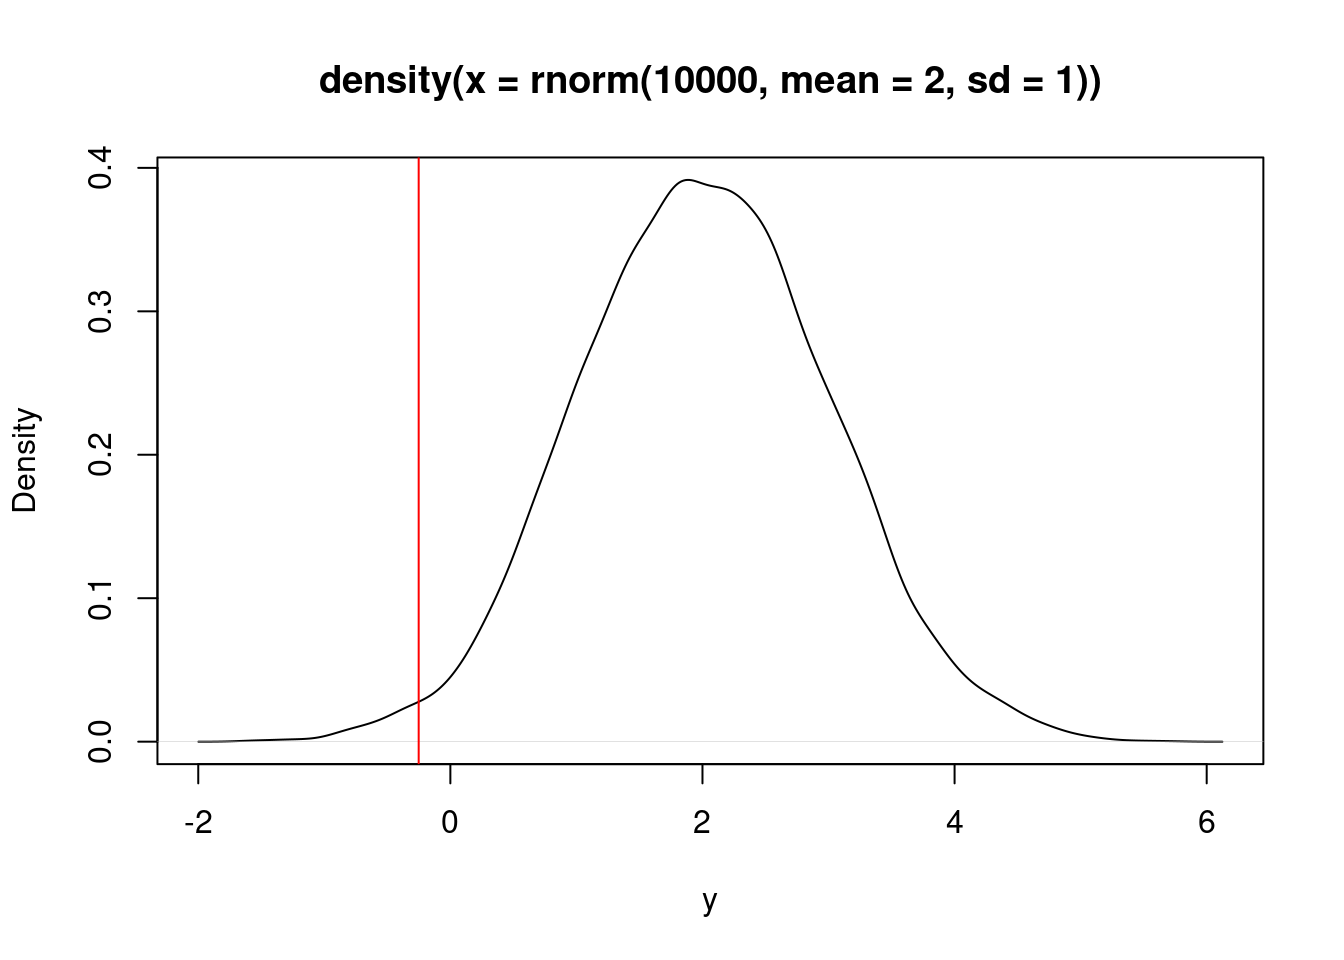 density(x = rnorm(10000, mean = 2, sd = 1))
0.4
0.3
0.2
0.1
0.0
Density
-2 0 2 4 6
y